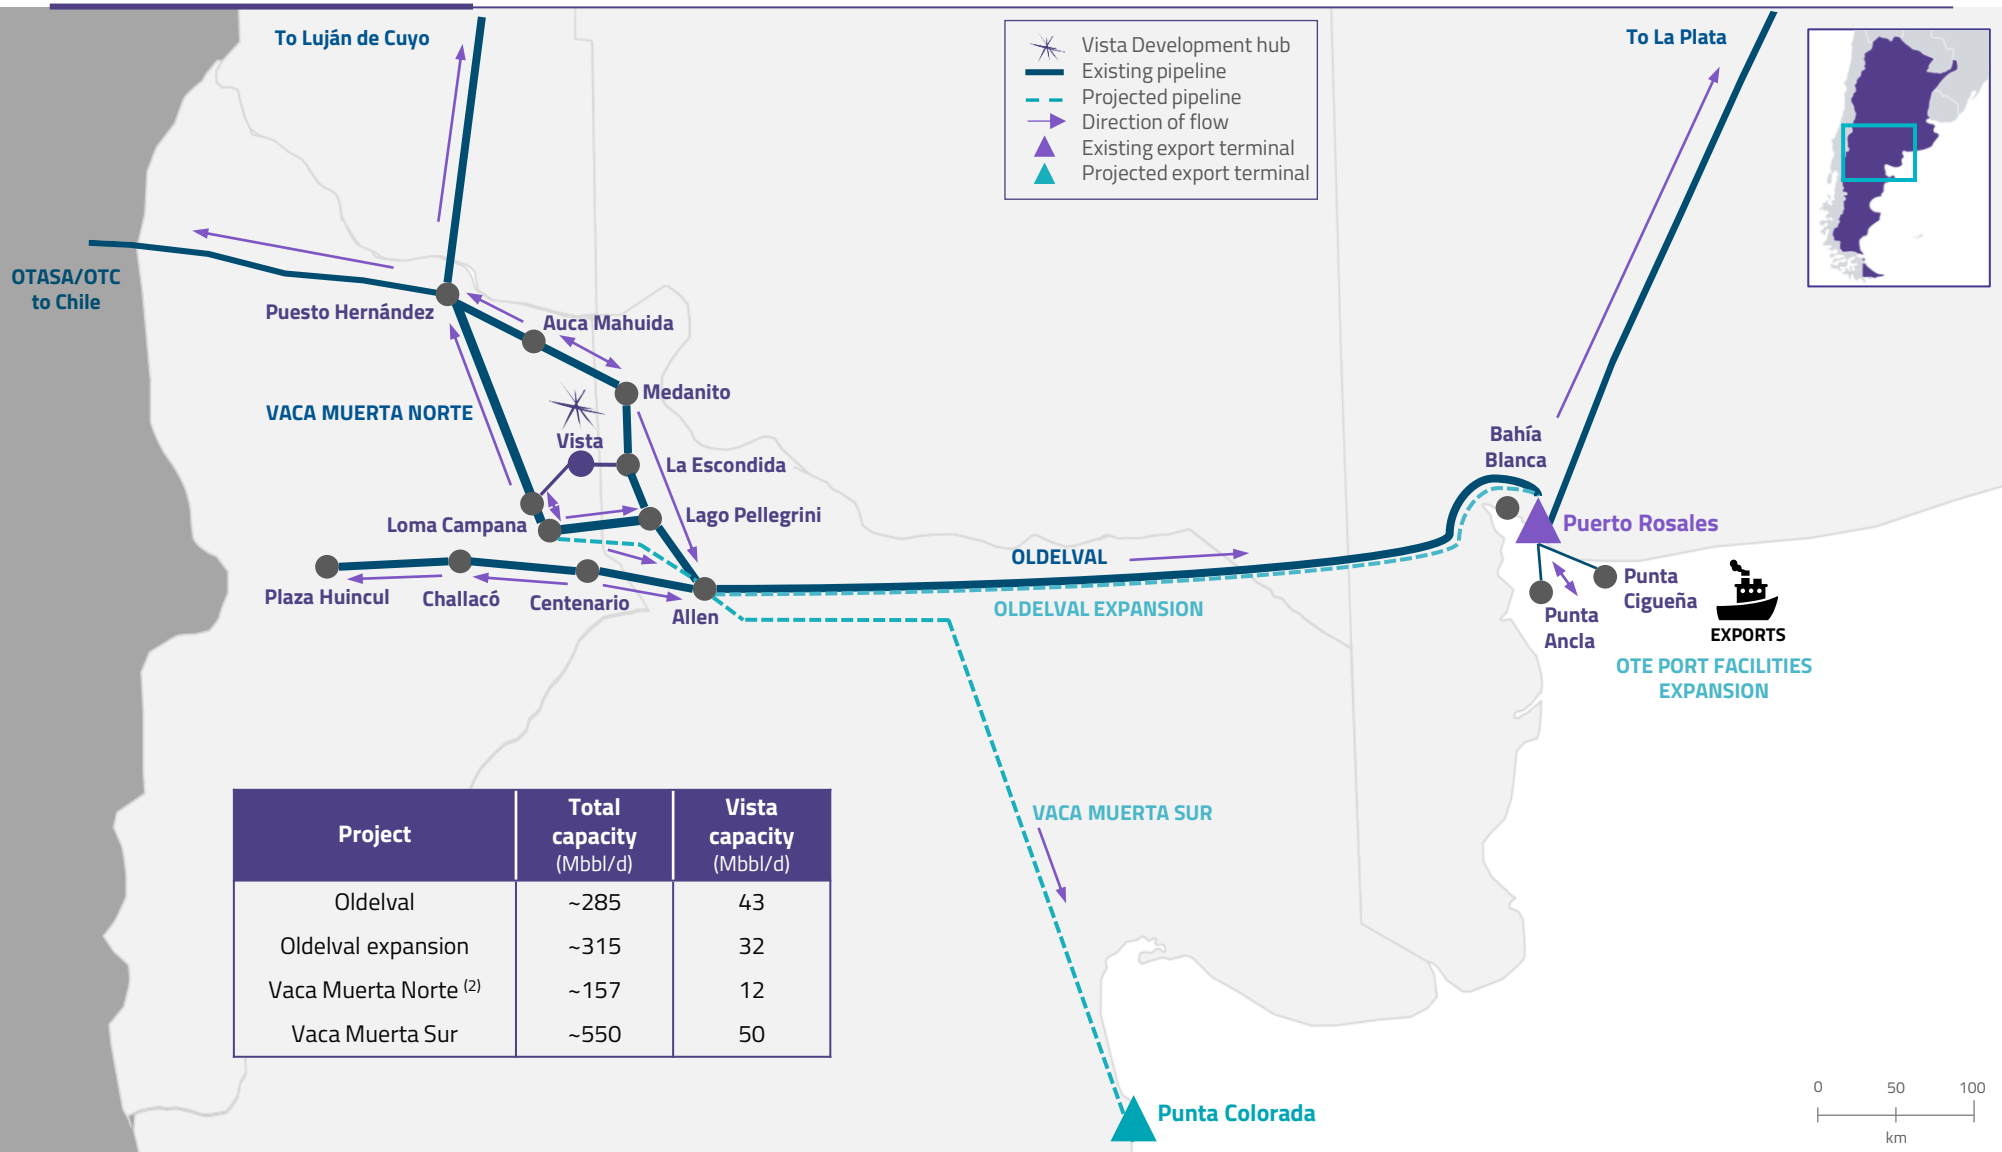 To Luján de Cuyo
Vista Development hub
Existing pipeline
Projected pipeline
Direction of flow
Existing export terminal
Projected export terminal
To La Plata
OTASA/OTC
to Chile
Puesto Hernández
Auca Mahuida
Medanito
VACA MUERTA NORTE
Vista
La Escondida
Loma Campana
Lago Pellegrini
Plaza Huincul
Challacó
Centenario
Allen
OLDELVAL
OLDELVAL EXPANSION
Bahía
Blanca
Puerto Rosales
Punta
Cigueña
Punta
Ancla
EXPORTS
OTE PORT FACILITIES
EXPANSION
VACA MUERTA SUR
Punta Colorada
Project Total capacity (Mbbl/d) Vista capacity (Mbbl/d)
Oldelval ~285 43
Oldelval expansion ~315 32
Vaca Muerta Norte (2) ~157 12
Vaca Muerta Sur ~550 50
0 50 100
km